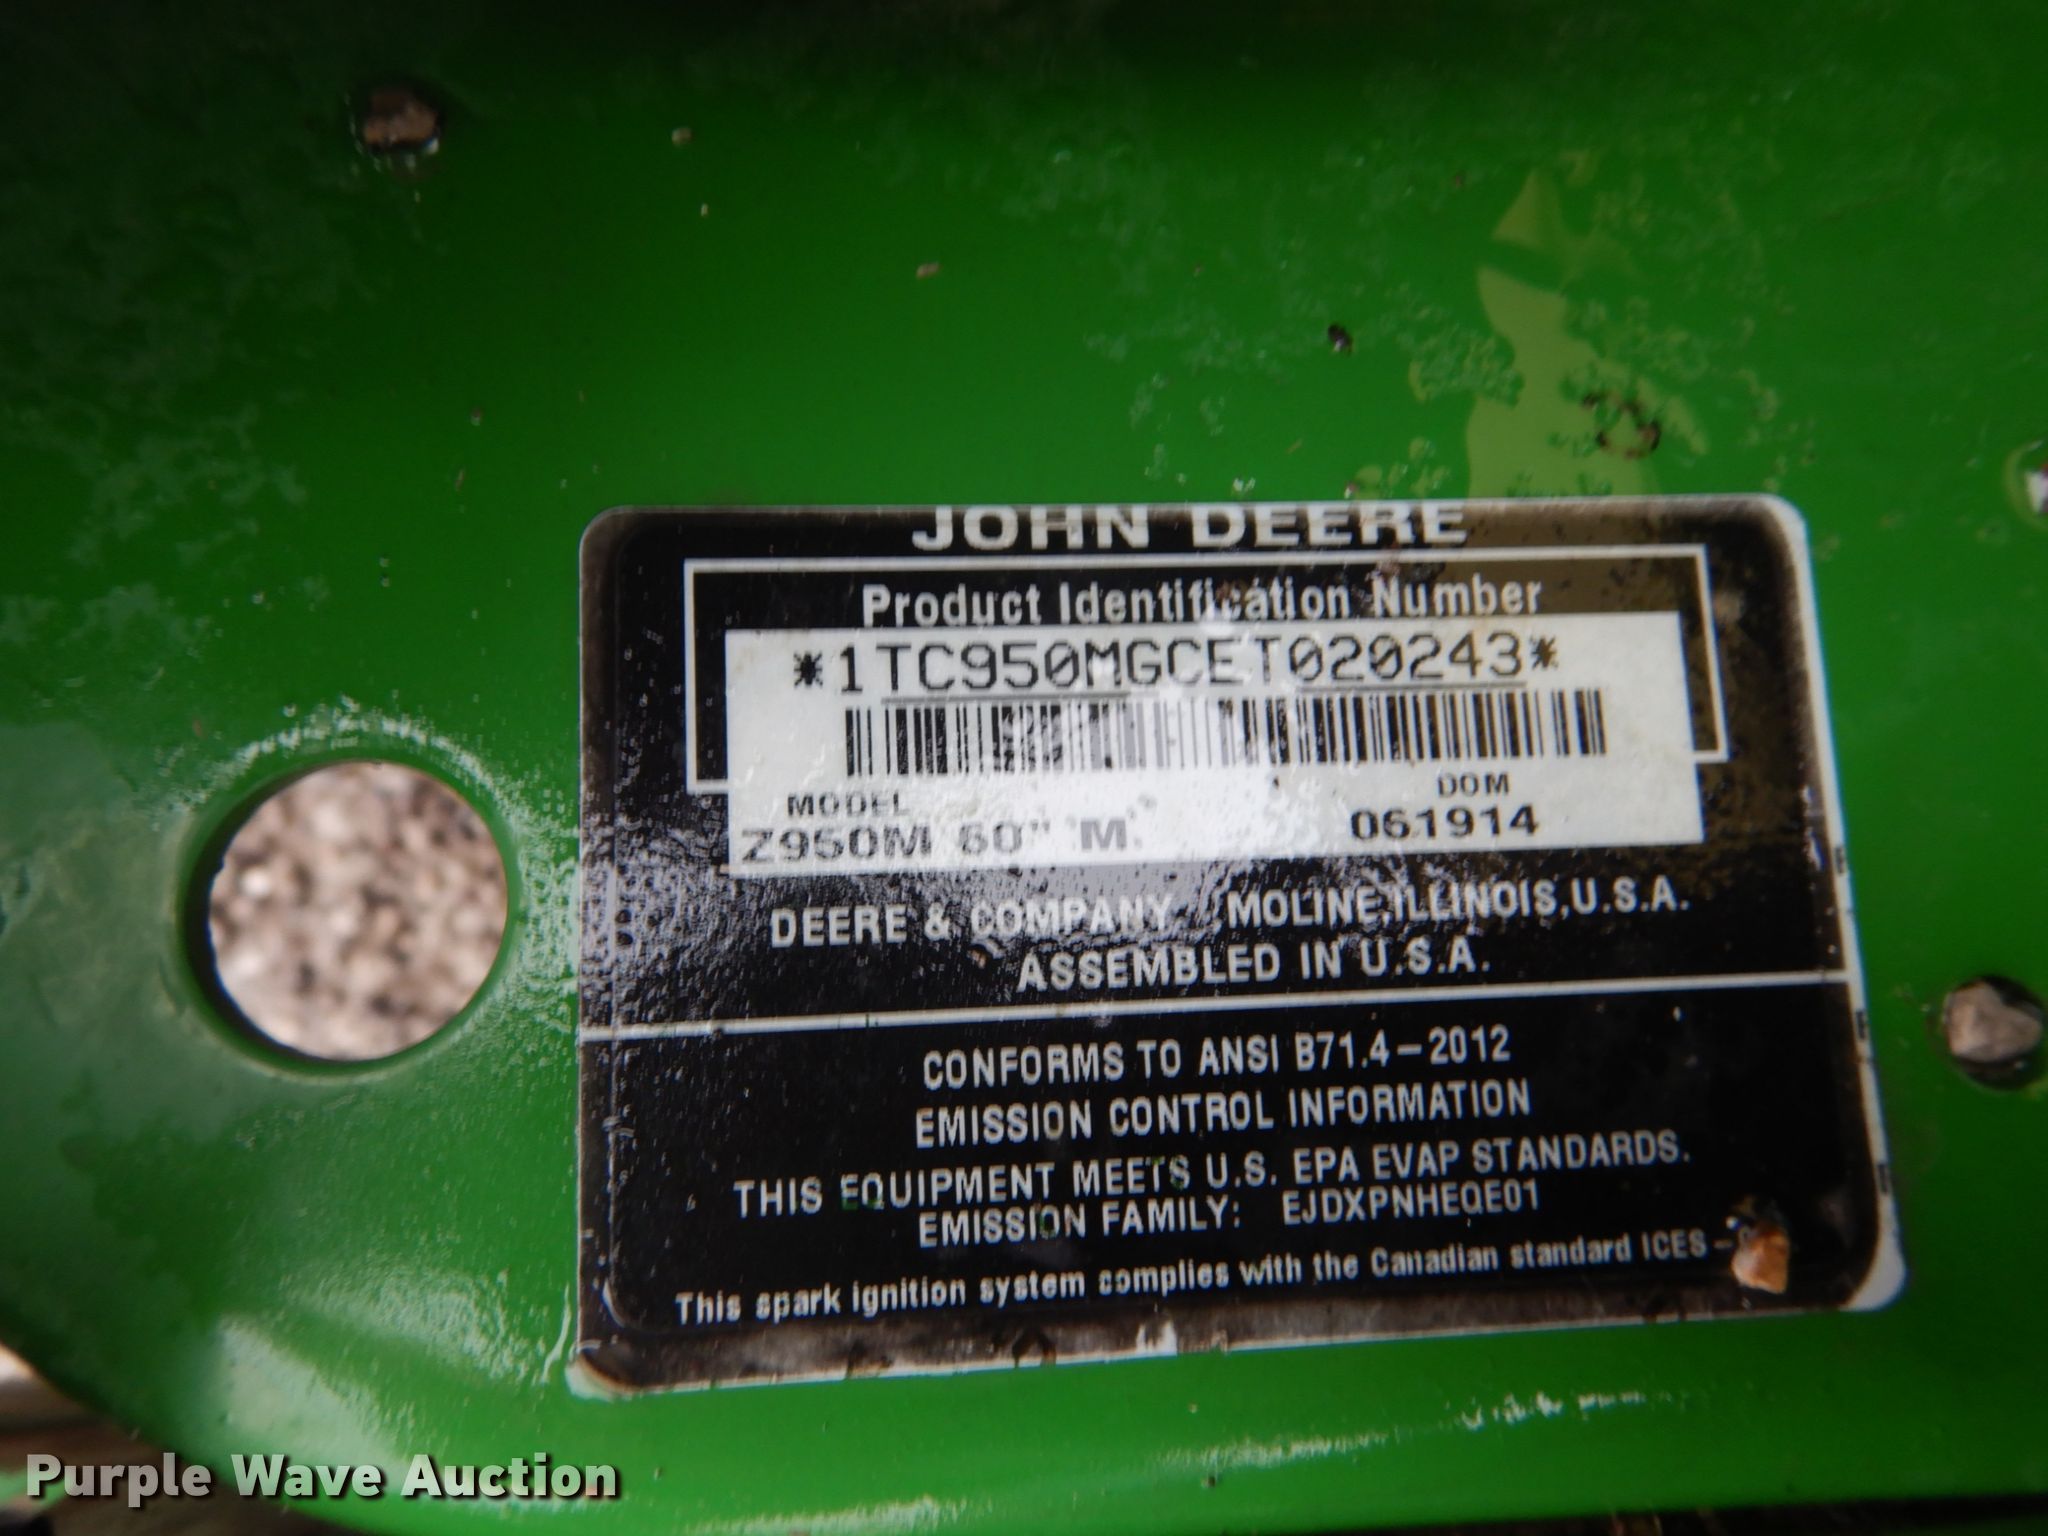 JOHN DEERE
Product Identification Number
*1TC950MGCET020243*
MODEL DOM
Z950M 60" M. 061914
DEERE & COMPANY MOLINE,ILLINOIS,U.S.A.
ASSEMBLED IN U.S.A.
CONFORMS TO ANSI B71.4-2012
EMISSION CONTROL INFORMATION
THIS EQUIPMENT MEETS U.S. EPA EVAP STANDARDS.
EMISSION FAMILY: EJDXPNHEQE01
This spark ignition system complies with the Canadian standard ICES -
Purple Wave Auction